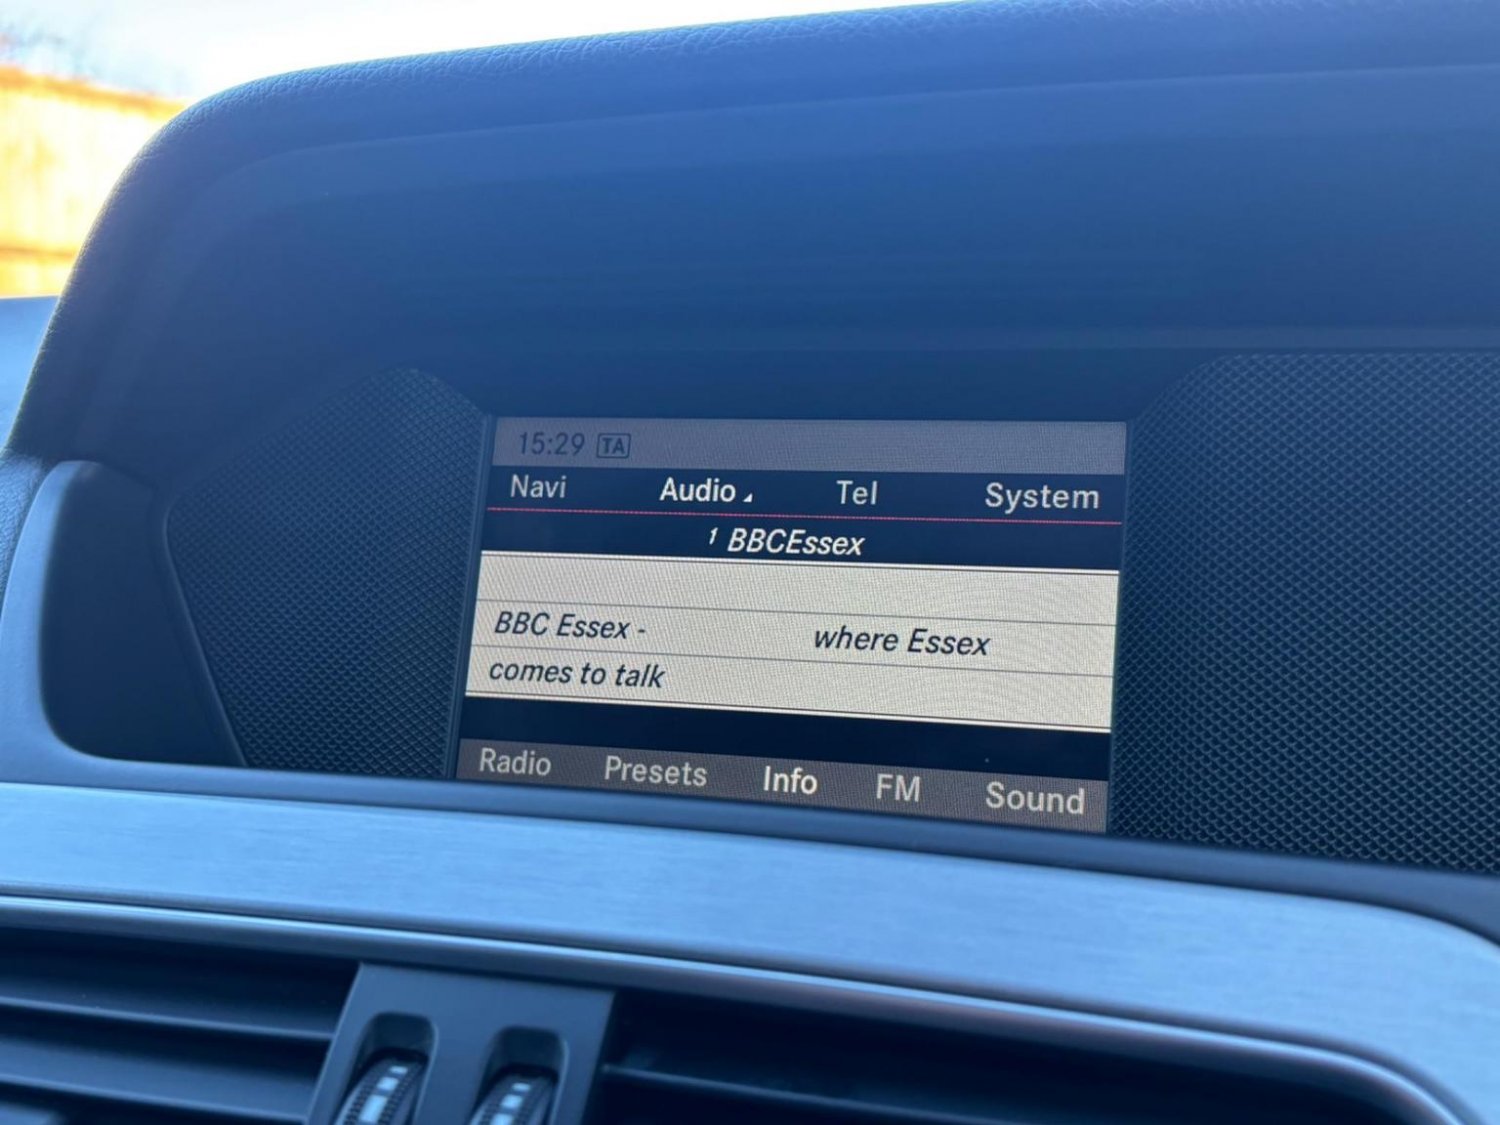 15:29 TA
Navi Audio Tel System
1 BBCEssex
BBC Essex - where Essex
comes to talk
Radio Presets Info FM Sound